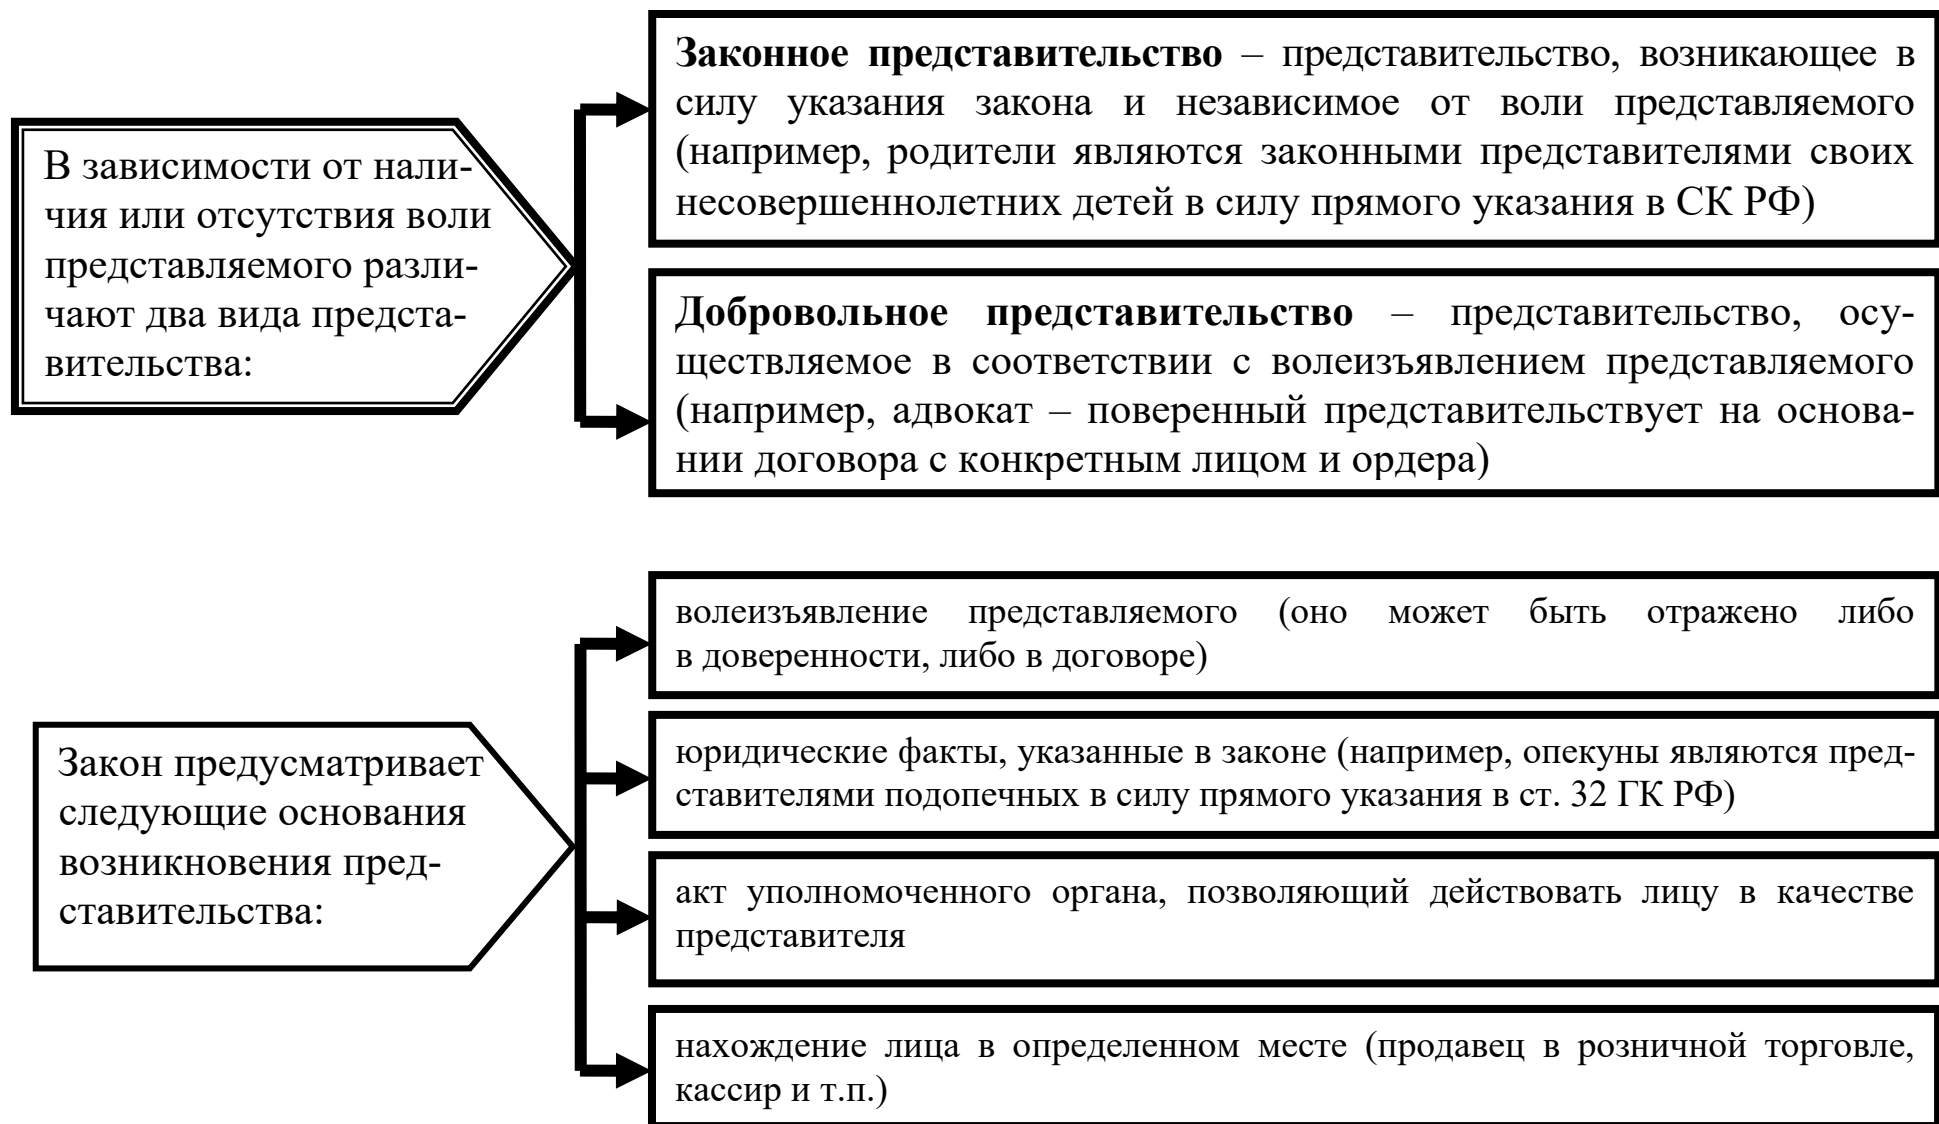 В зависимости от нали-
чия или отсутствия воли
представляемого разли-
чают два вида предста-
вительства:
Законное представительство – представительство, возникающее в
силу указания закона и независимое от воли представляемого
(например, родители являются законными представителями своих
несовершеннолетних детей в силу прямого указания в СК РФ)
Добровольное представительство – представительство, осу-
ществляемое в соответствии с волеизъявлением представляемого
(например, адвокат – поверенный представительствует на основа-
нии договора с конкретным лицом и ордера)
Закон предусматривает
следующие основания
возникновения пред-
ставительства:
волеизъявление представляемого (оно может быть отражено либо
в доверенности, либо в договоре)
юридические факты, указанные в законе (например, опекуны являются пред-
ставителями подопечных в силу прямого указания в ст. 32 ГК РФ)
акт уполномоченного органа, позволяющий действовать лицу в качестве
представителя
нахождение лица в определенном месте (продавец в розничной торговле,
кассир и т.п.)